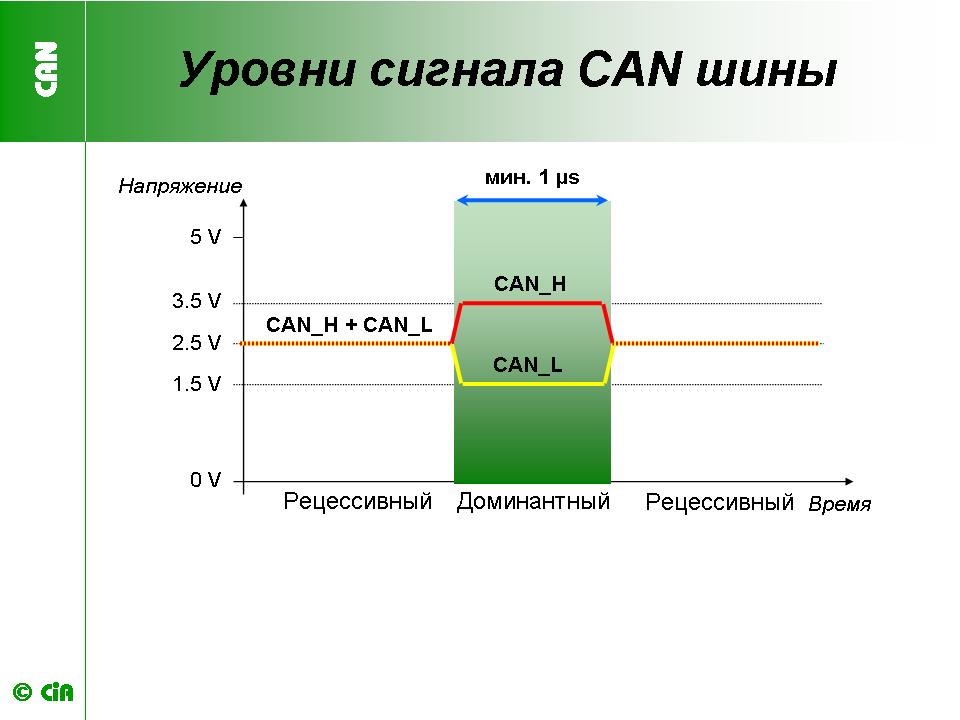 CAN
Уровни сигнала CAN шины
мин. 1 µs
Напряжение
5 V
CAN_H
3.5 V
CAN_H + CAN_L
2.5 V
CAN_L
1.5 V
0 V
Рецессивный
Доминантный
Рецессивный
Время
© CiA